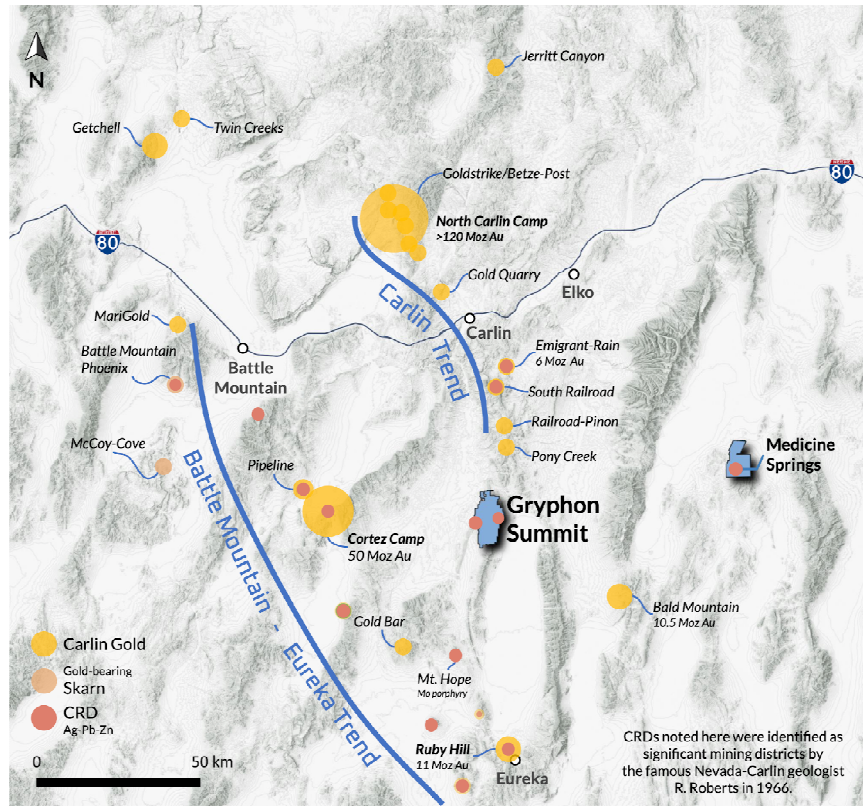 N
Jerritt Canyon
Getchell
Twin Creeks
80
Goldstrike/Betze-Post
North Carlin Camp
>120 Moz Au
80
Gold Quarry
Elko
Carlin Trend
Carlin
MariGold
Battle Mountain
Phoenix
Battle
Mountain
Emigrant-Rain
6 Moz Au
South Railroad
Railroad-Pinon
Pony Creek
McCoy-Cove
Pipeline
Medicine
Springs
Gryphon
Summit
Cortez Camp
50 Moz Au
Battle Mountain - Eureka Trend
Bald Mountain
10.5 Moz Au
Gold Bar
Mt. Hope
Mo porphyry
Carlin Gold
Gold-bearing
Skarn
CRD
Ag-Pb-Zn
Ruby Hill
11 Moz Au
Eureka
0 50 km
CRDs noted here were identified as
significant mining districts by
the famous Nevada-Carlin geologist
R. Roberts in 1966.